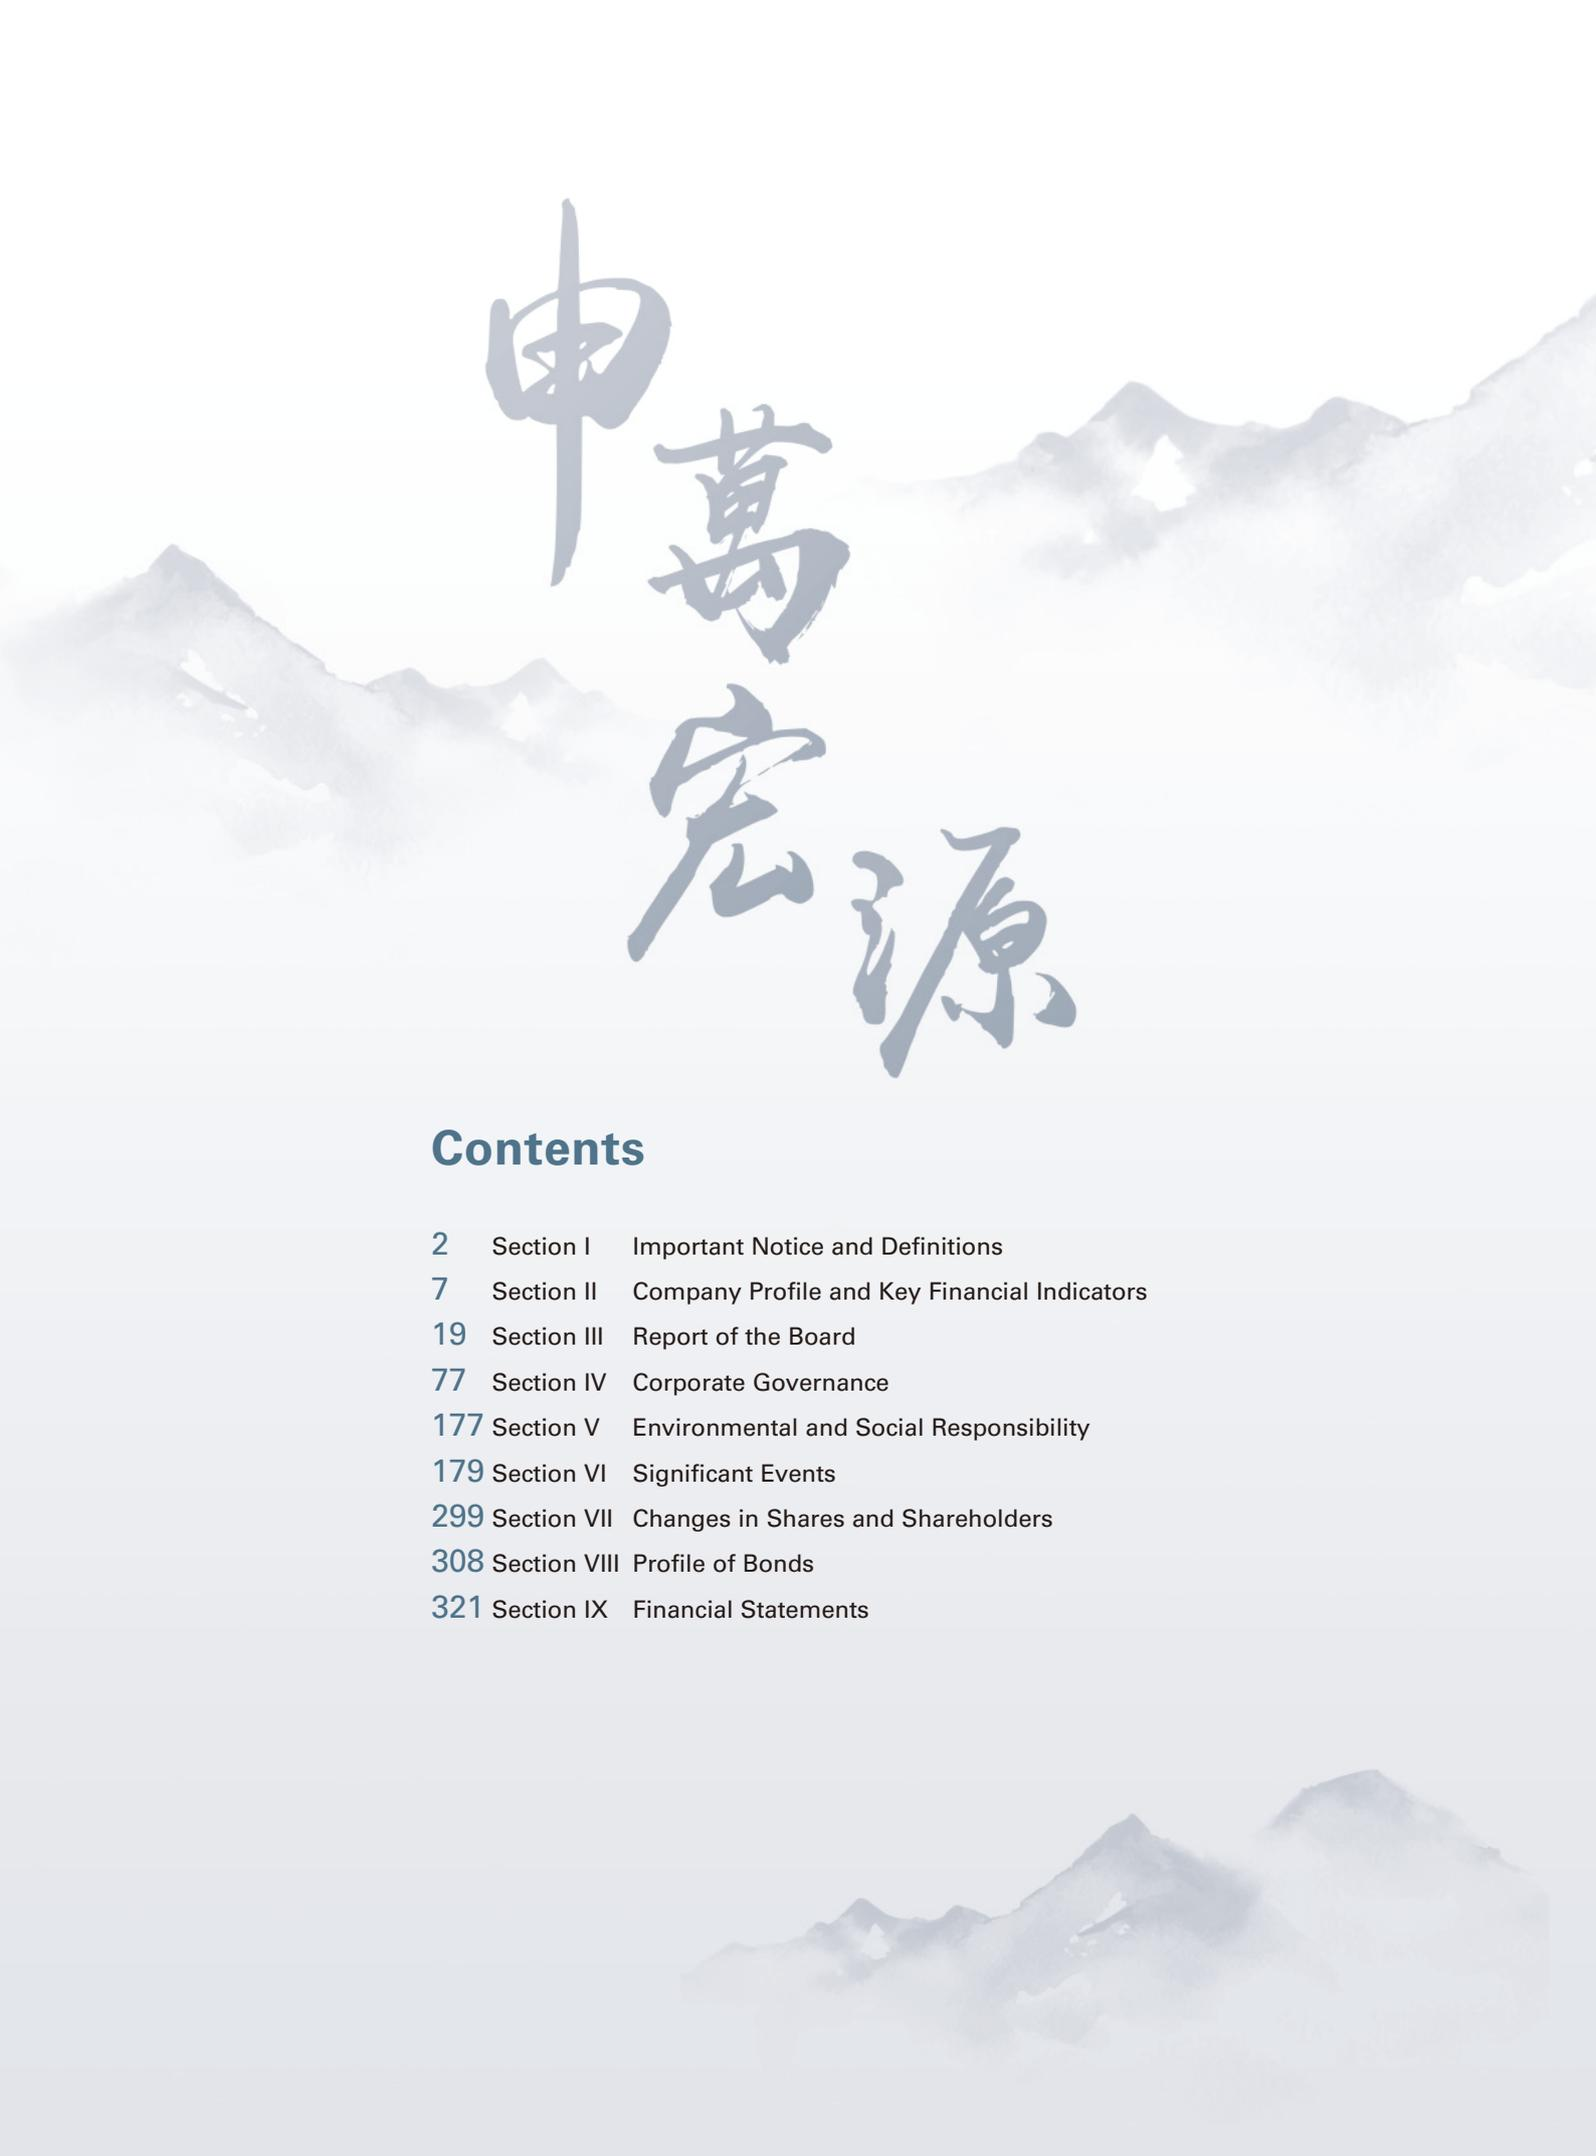 申
萬
宏
源
Contents
2 Section I Important Notice and Definitions
7 Section II Company Profile and Key Financial Indicators
19 Section III Report of the Board
77 Section IV Corporate Governance
177 Section V Environmental and Social Responsibility
179 Section VI Significant Events
299 Section VII Changes in Shares and Shareholders
308 Section VIII Profile of Bonds
321 Section IX Financial Statements